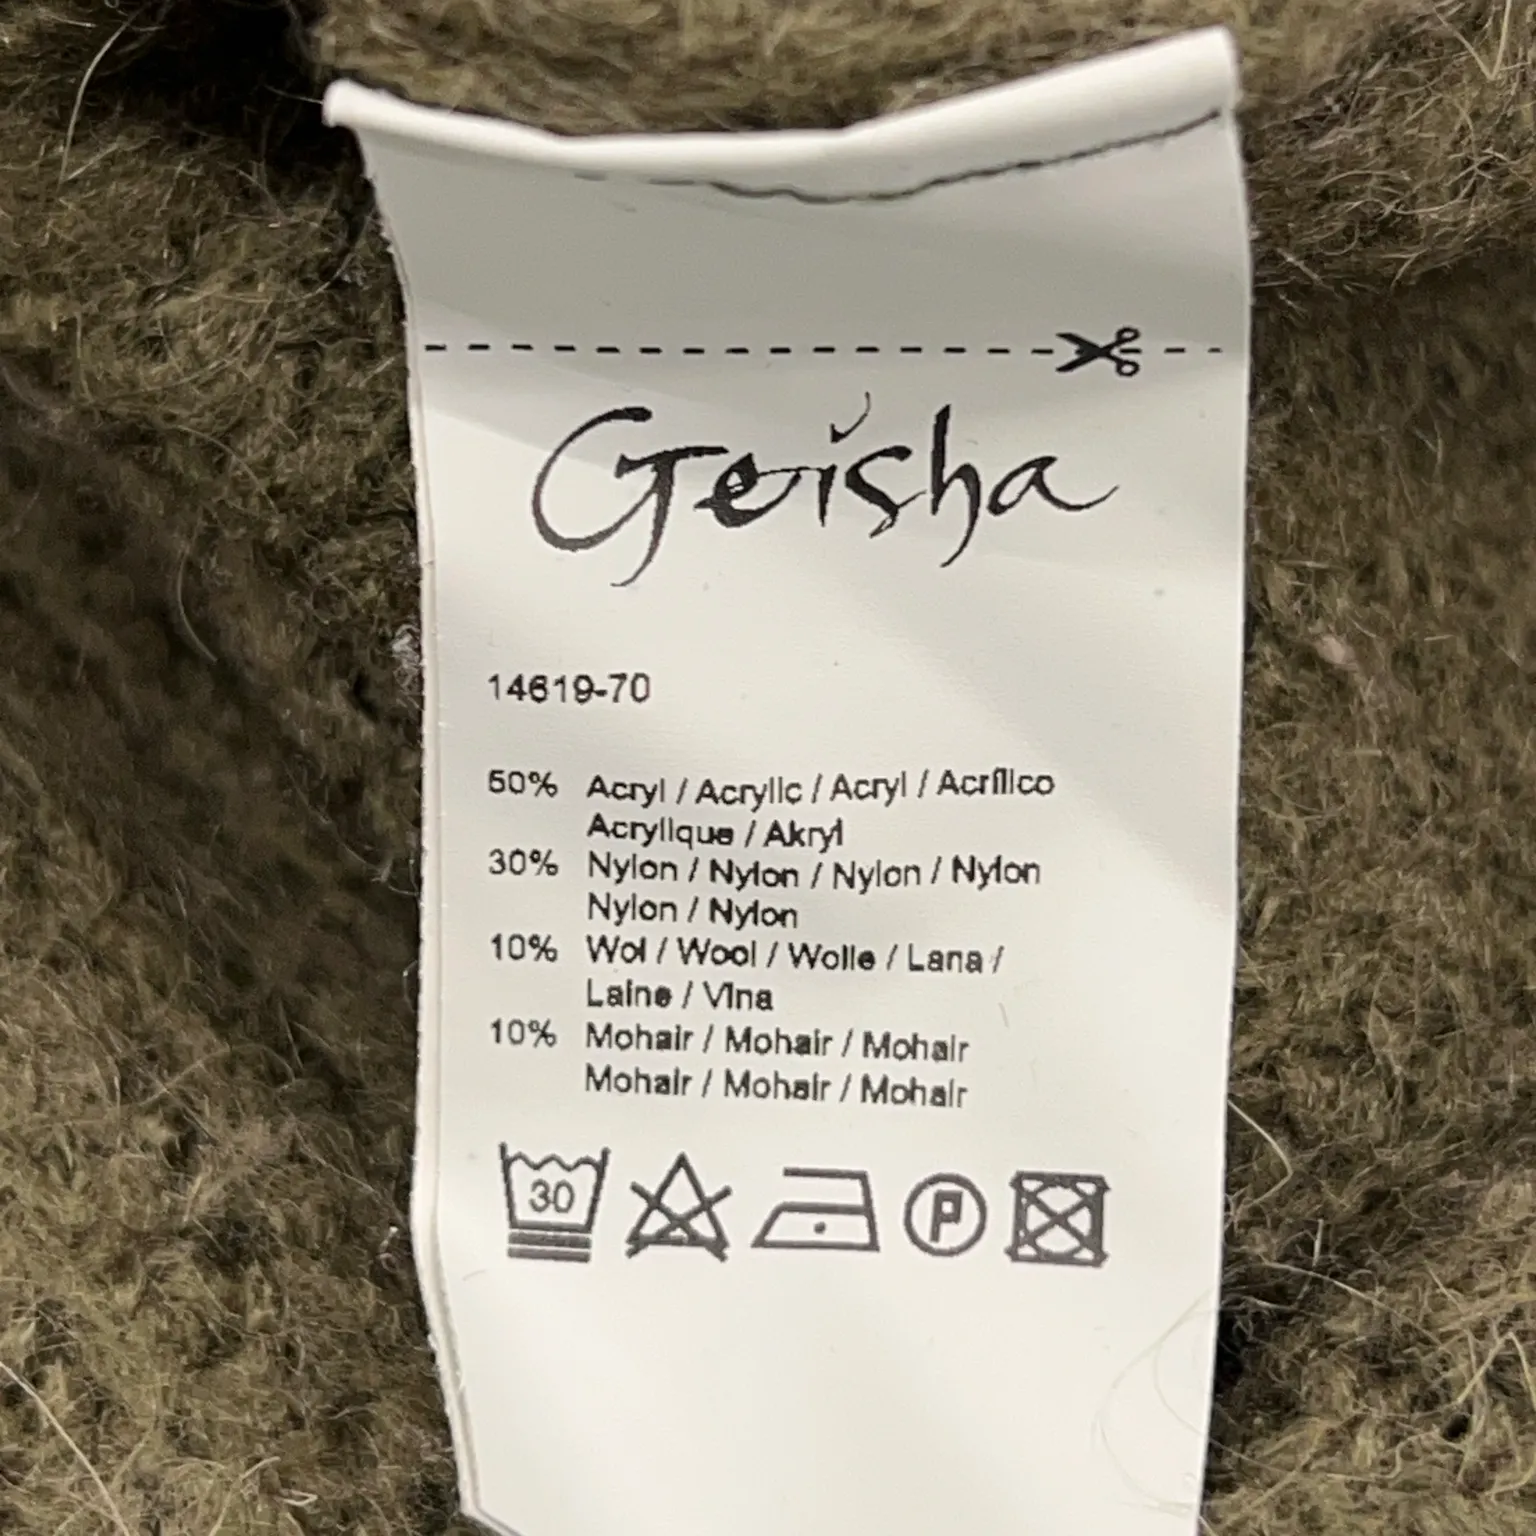 Geisha
14619-70
50% Acryl / Acrylic / Acryl / Acrílico
Acrylique / Akryl
30% Nylon / Nylon / Nylon / Nylon
Nylon / Nylon
10% Wol / Wool / Wolle / Lana /
Laine / Vlna
10% Mohair / Mohair / Mohair
Mohair / Mohair / Mohair
30 P